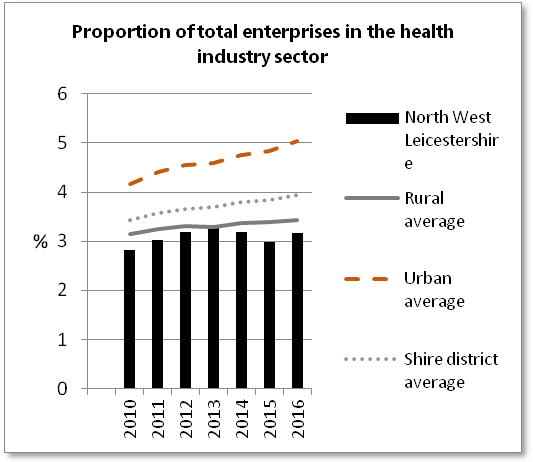 Proportion of total enterprises in the health
industry sector
6
5
4
3
2
1
0
%
2010
2011
2012
2013
2014
2015
2016
North West
Leicestershir
e
Rural
average
Urban
average
Shire district
average